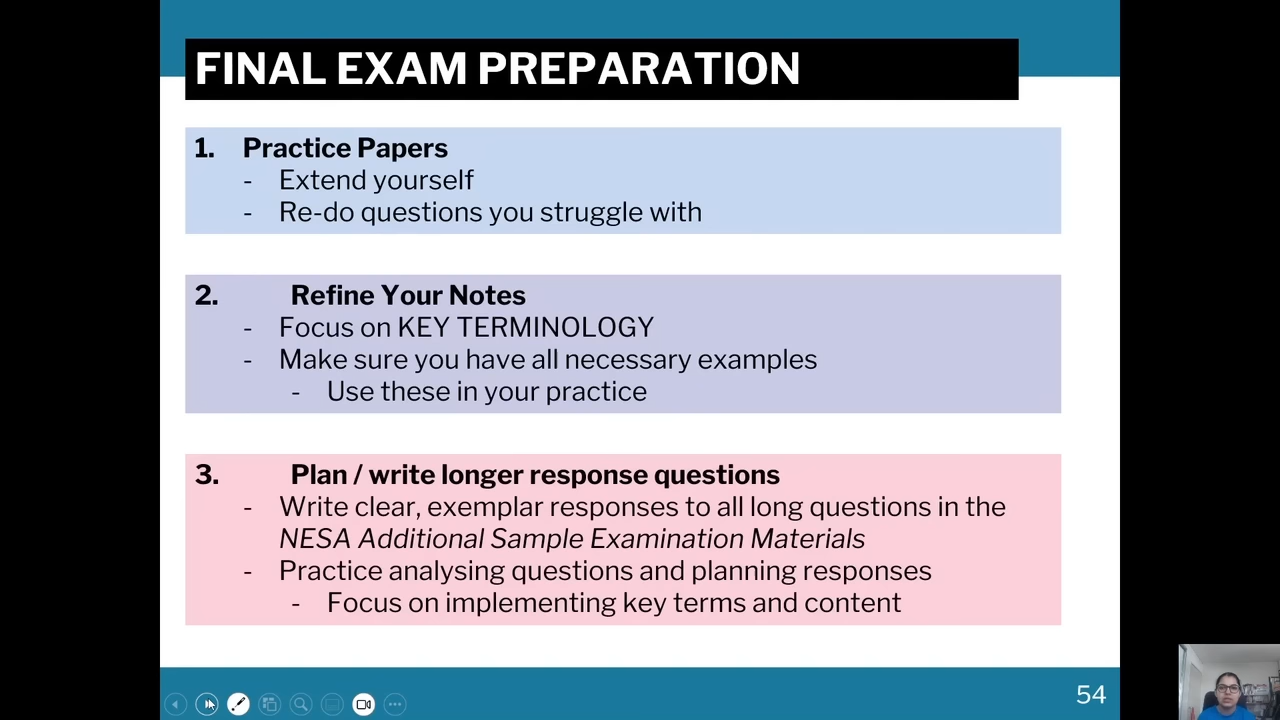 FINAL EXAM PREPARATION
1. Practice Papers
- Extend yourself
- Re-do questions you struggle with
2. Refine Your Notes
- Focus on KEY TERMINOLOGY
- Make sure you have all necessary examples
- Use these in your practice
3. Plan / write longer response questions
- Write clear, exemplar responses to all long questions in the
NESA Additional Sample Examination Materials
- Practice analysing questions and planning responses
- Focus on implementing key terms and content
54